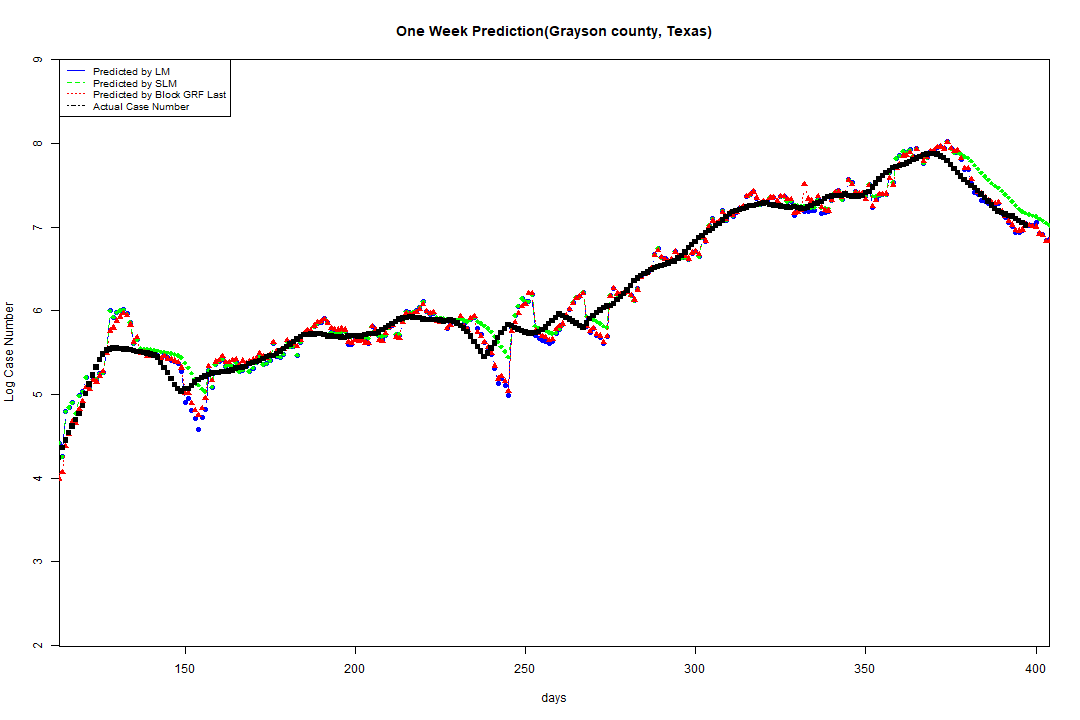 One Week Prediction(Grayson county, Texas)
Predicted by LM
Predicted by SLM
Predicted by Block GRF Last
Actual Case Number
Log Case Number
9
8
7
6
5
4
3
2
150
200
250
300
350
400
days